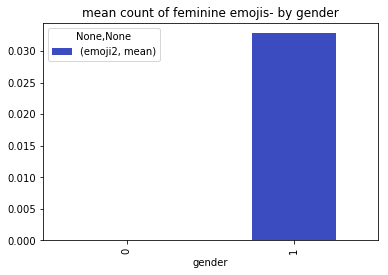 mean count of feminine emojis- by gender
None,None
(emoji2, mean)
0.030
0.025
0.020
0.015
0.010
0.005
0.000
0
1
gender